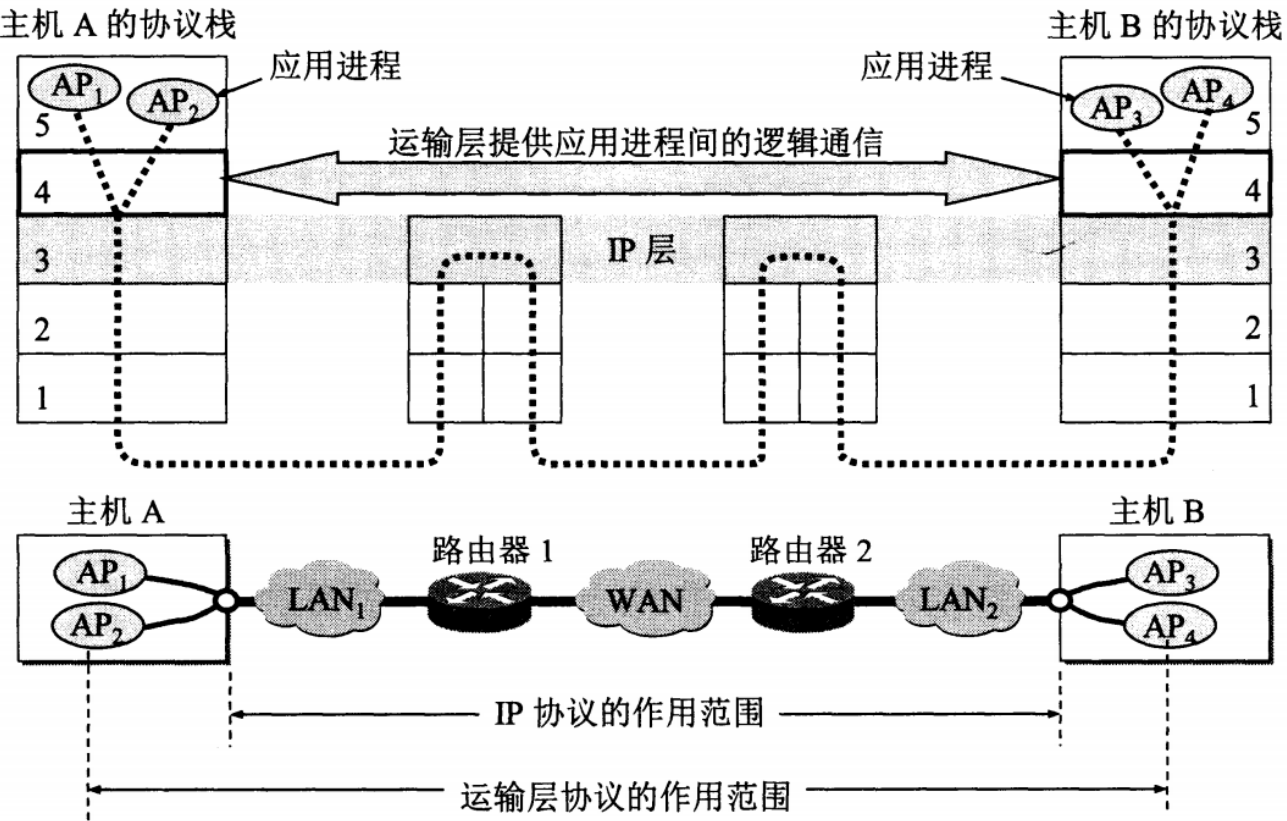 主机 A 的协议栈
主机 B 的协议栈
应用进程
应用进程
AP1
AP2
AP3
AP4
5
5
运输层提供应用进程间的逻辑通信
4
4
3
IP 层
3
2
2
1
1
主机 A
主机 B
路由器 1
路由器 2
AP1
AP2
LAN1
WAN
LAN2
AP3
AP4
IP 协议的作用范围
运输层协议的作用范围